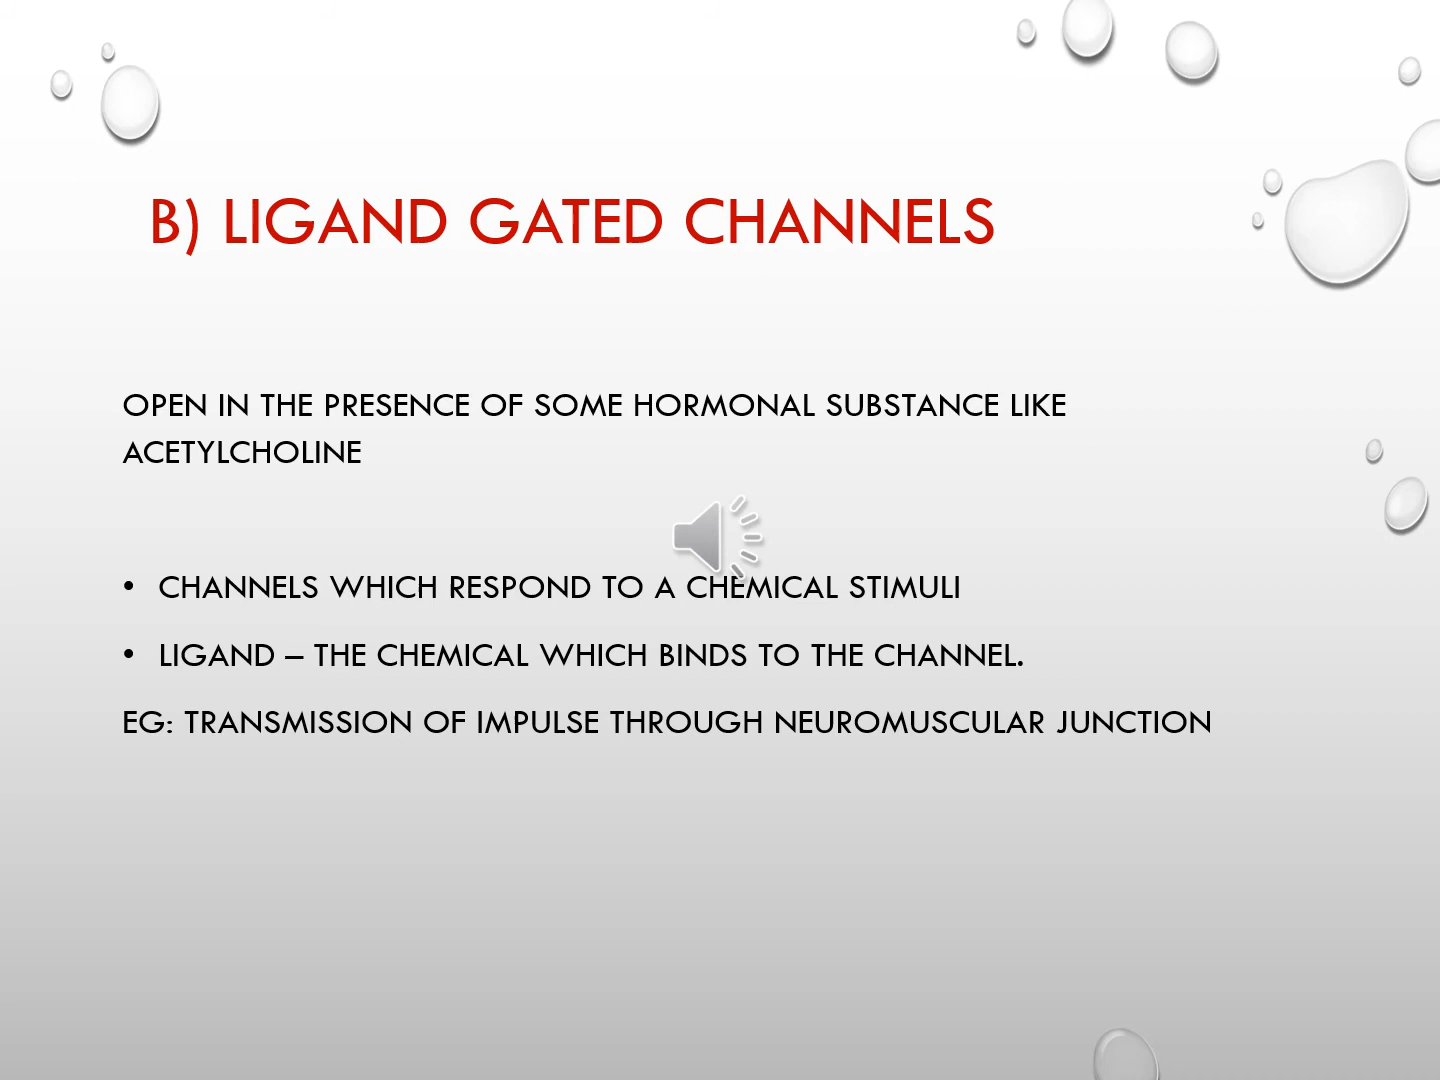 B) LIGAND GATED CHANNELS
OPEN IN THE PRESENCE OF SOME HORMONAL SUBSTANCE LIKE
ACETYLCHOLINE
• CHANNELS WHICH RESPOND TO A CHEMICAL STIMULI
• LIGAND – THE CHEMICAL WHICH BINDS TO THE CHANNEL.
EG: TRANSMISSION OF IMPULSE THROUGH NEUROMUSCULAR JUNCTION